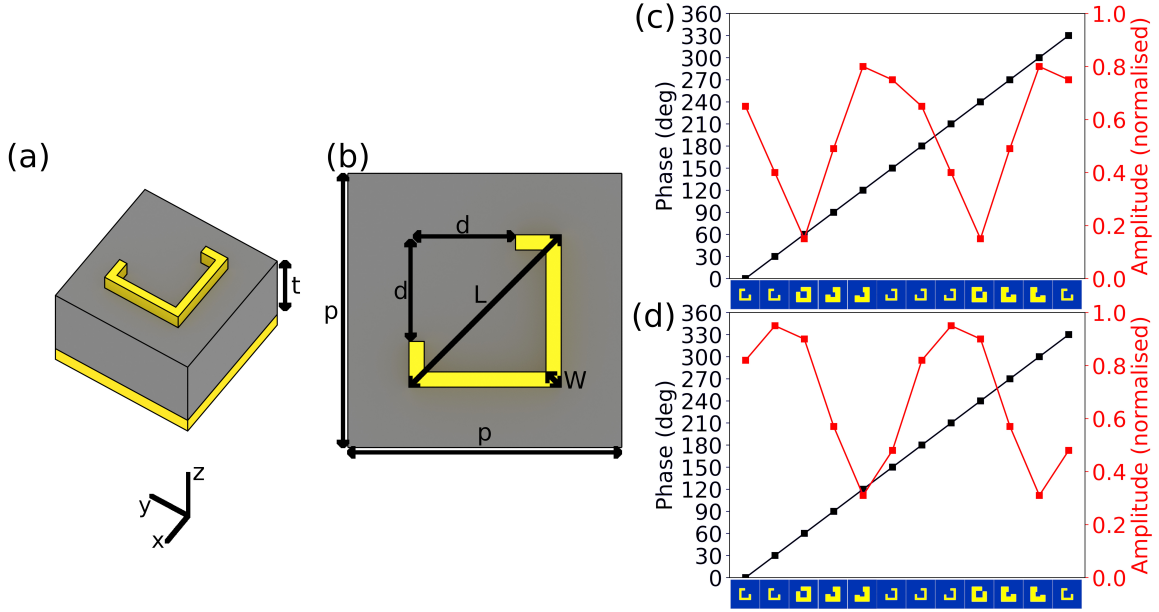 (a)
t
z
y
x
(b)
d
d
L
W
p
p
(c)
360
330
300
270
240
210
180
150
120
90
60
30
0
Phase (deg)
1.0
0.8
0.6
0.4
0.2
0.0
Amplitude (normalised)
(d)
360
330
300
270
240
210
180
150
120
90
60
30
0
Phase (deg)
1.0
0.8
0.6
0.4
0.2
0.0
Amplitude (normalised)